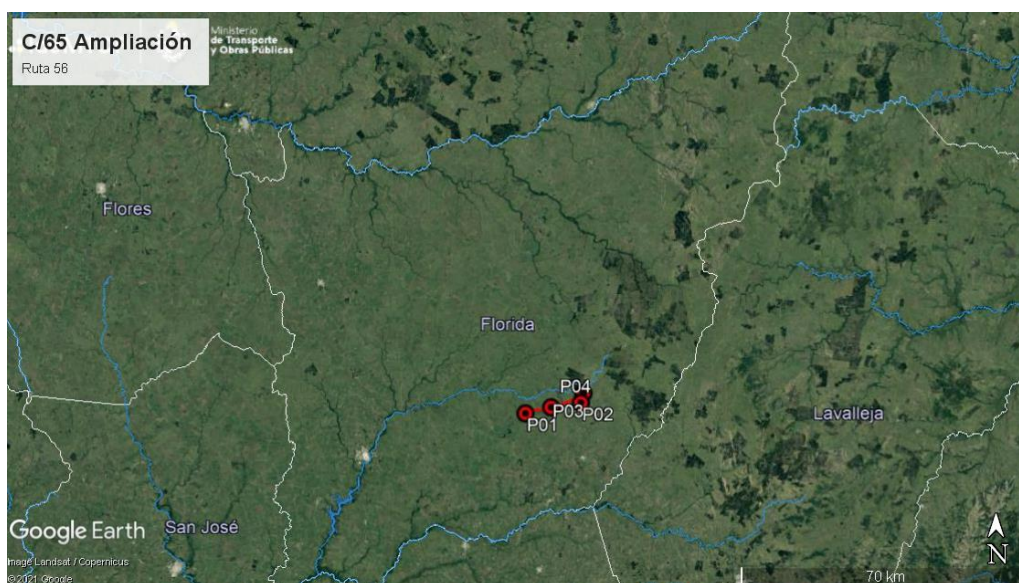 C/65 Ampliación
Ruta 56
Ministerio
de Transporte
y Obras Públicas
Flores
Florida
P04
P03
P02
P01
Lavalleja
San José
Google Earth
Image Landsat / Copernicus
© 2021 Google
70 km
N